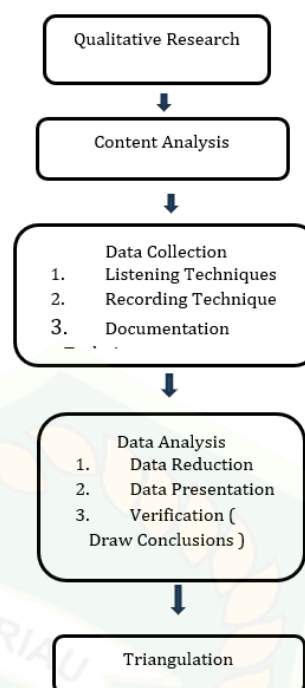 Qualitative Research
Content Analysis
Data Collection
1. Listening Techniques
2. Recording Technique
3. Documentation
Data Analysis
1. Data Reduction
2. Data Presentation
3. Verification (
Draw Conclusions )
RIAU
Triangulation